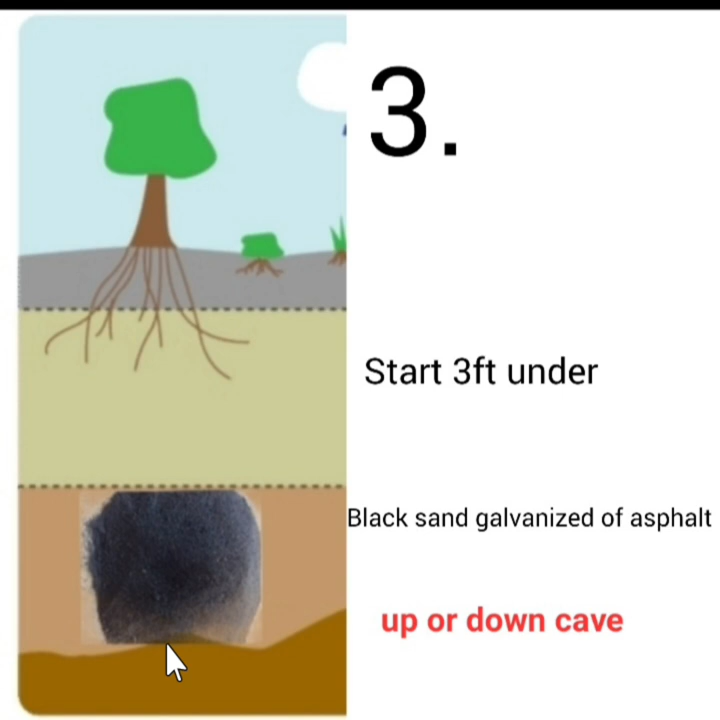 3.
Start 3ft under
Black sand galvanized of asphalt
up or down cave